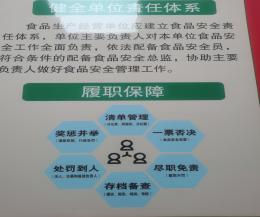 健全单位责任体系
食品生产经营单位应建立食品安全责
任体系，单位主要负责人对本单位食品安
全工作全面负责，依法配备食品安全员，
符合条件的配备食品安全总监，协助主要
负责人做好食品安全管理工作。
履职保障
清单管理
奖惩并举
一票否决
处罚到人
尽职免责
存档备查